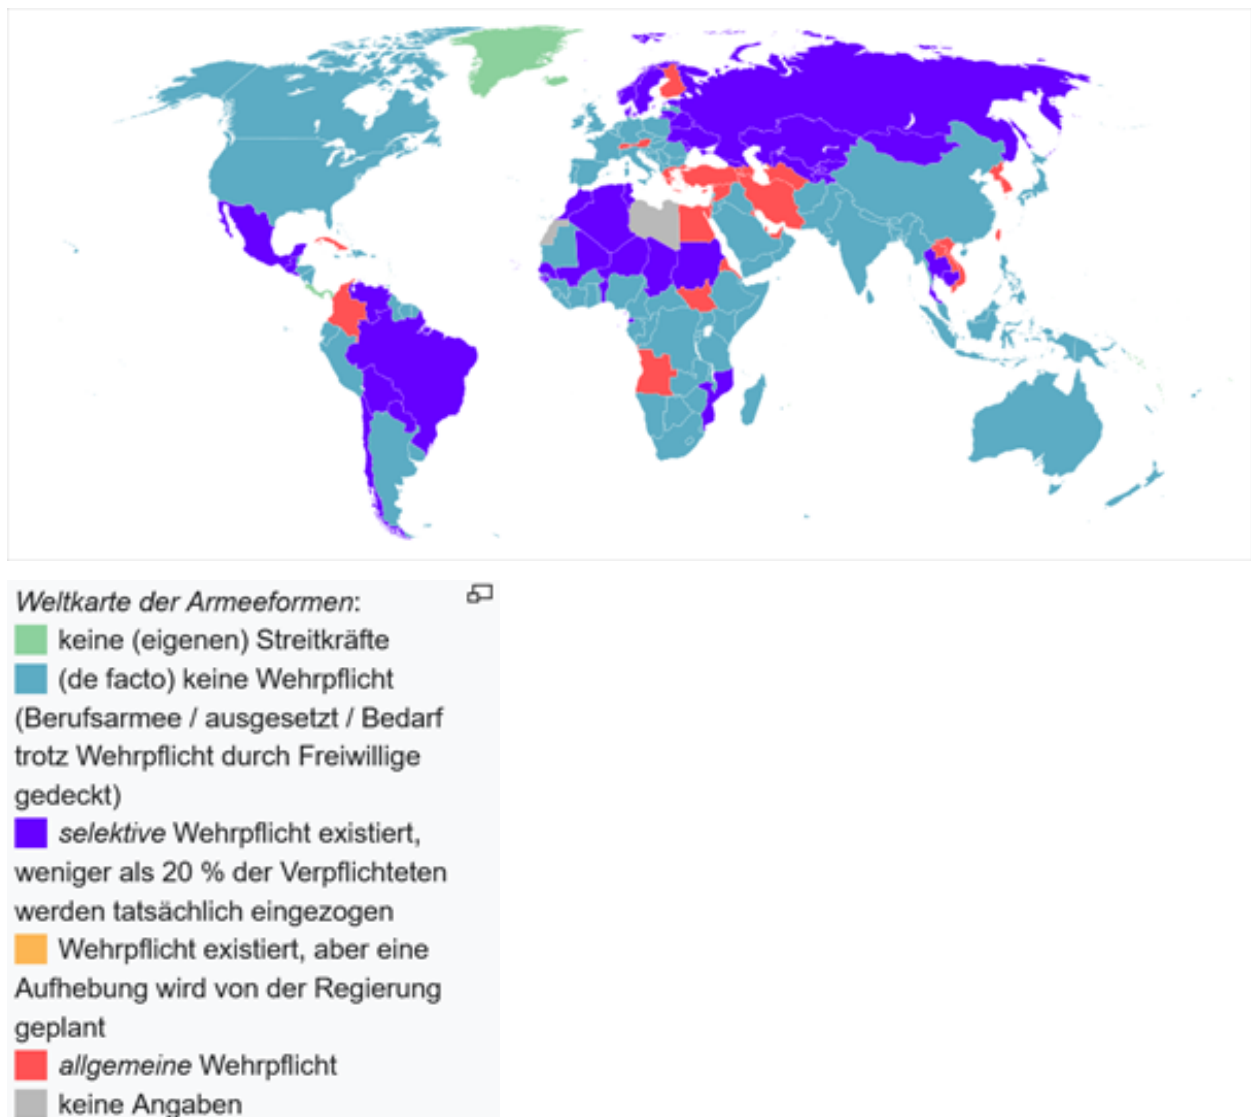 Weltkarte der Armeeformen:
keine (eigenen) Streitkräfte
(de facto) keine Wehrpflicht
(Berufsarmee / ausgesetzt / Bedarf
trotz Wehrpflicht durch Freiwillige
gedeckt)
selektive Wehrpflicht existiert,
weniger als 20 % der Verpflichteten
werden tatsächlich eingezogen
Wehrpflicht existiert, aber eine
Aufhebung wird von der Regierung
geplant
allgemeine Wehrpflicht
keine Angaben